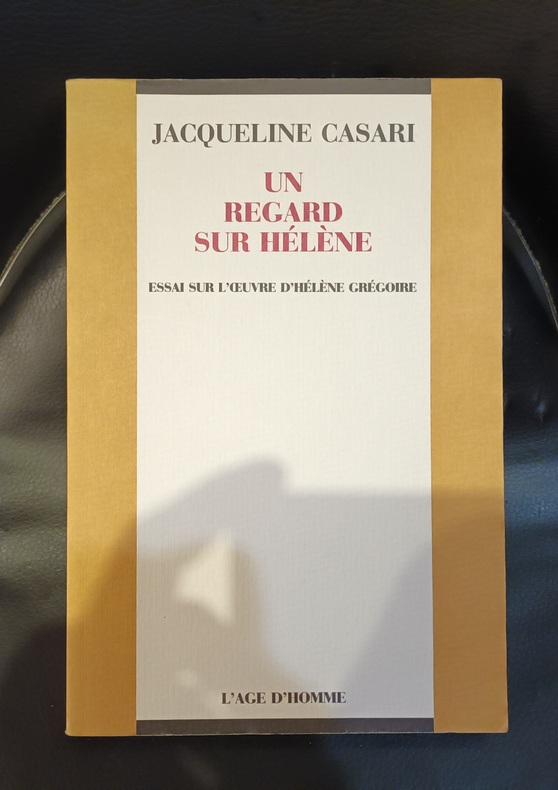 JACQUELINE CASARI
UN
REGARD
SUR HÉLÈNE
ESSAI SUR L'ŒUVRE D'HÉLÈNE GRÉGOIRE
L'AGE D'HOMME